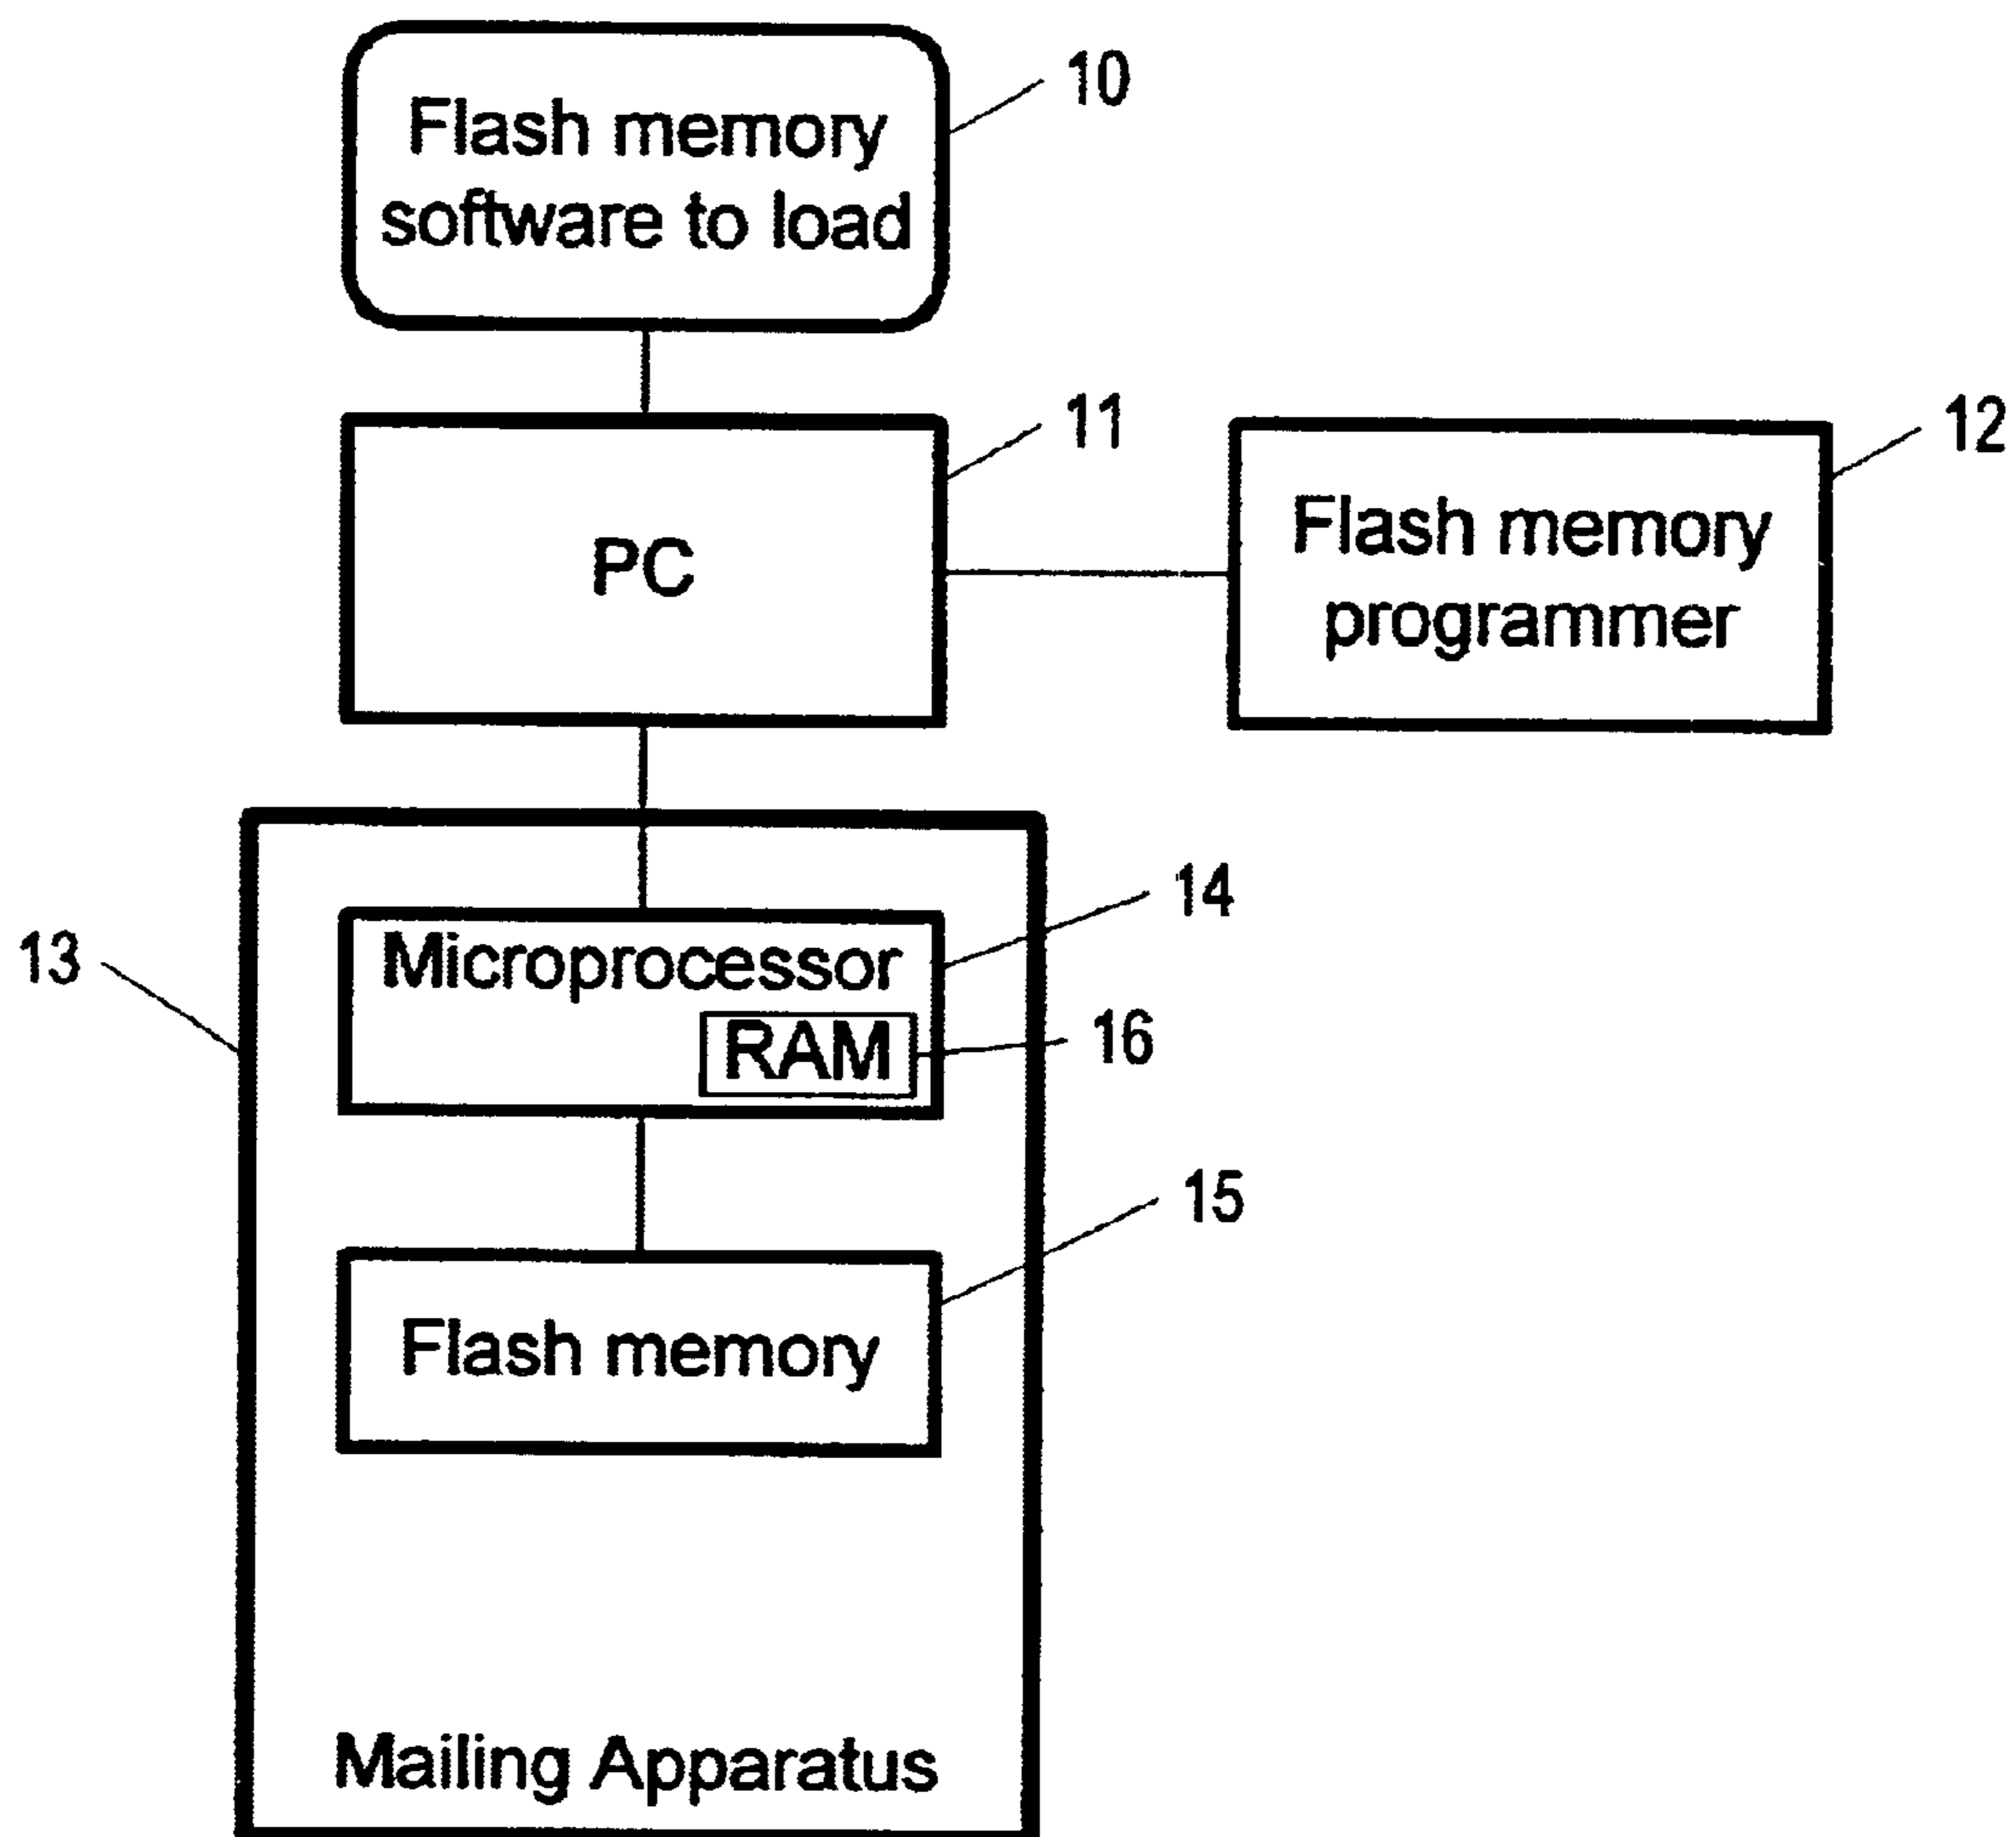 Flash memory
software to load
10
PC
11
Flash memory
programmer
12
13
Microprocessor
14
RAM
16
Flash memory
15
Mailing Apparatus